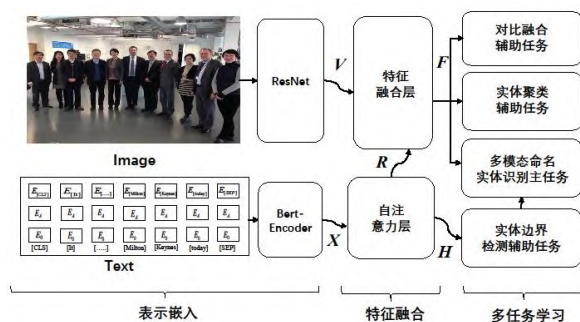 Image
ResNet
V
特征
融合层
F
对比融合
辅助任务
实体聚类
辅助任务
R
多模态命名
实体识别主任务
E[CLS] E[It] E[.....] E[Milton] E[Keynes] E[today] E[SEP]
[CLS] [It] [.....] [Milton] [Keynes] [today] [SEP]
Text
Bert-
Encoder
X
自注
意力层
H
实体边界
检测辅助任务
表示嵌入
特征融合
多任务学习